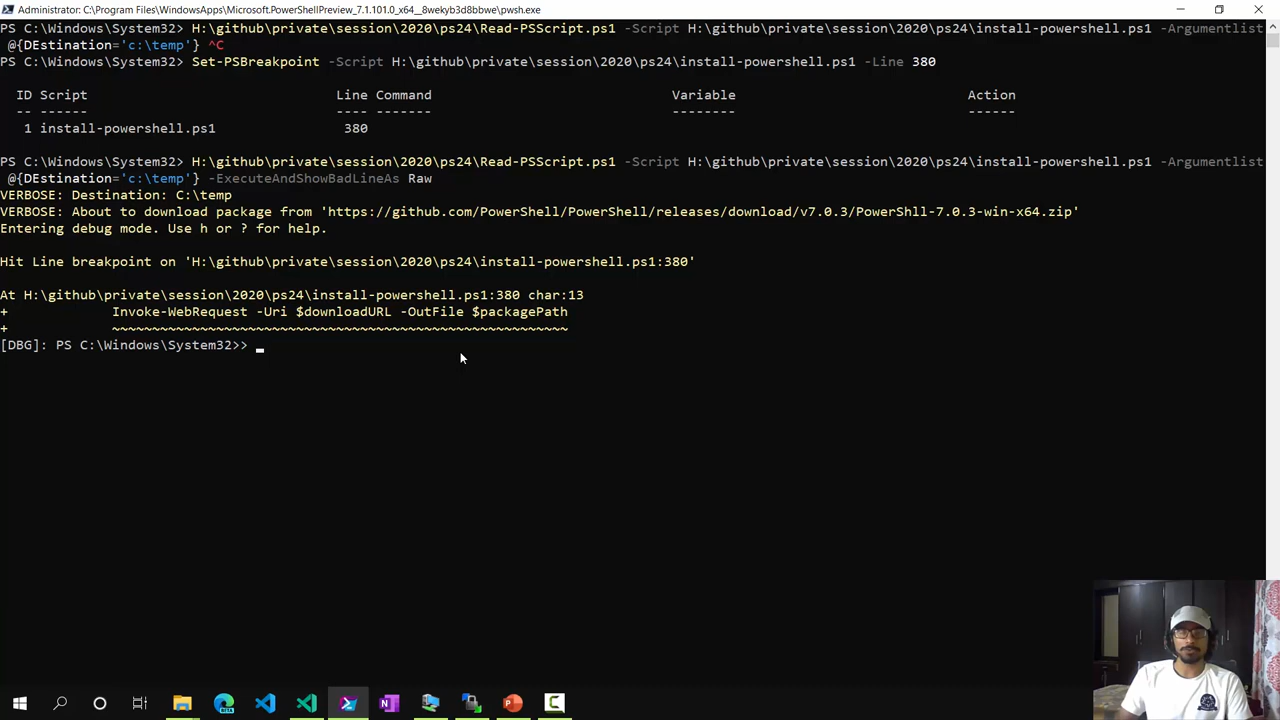 Administrator: C:\Program Files\WindowsApps\Microsoft.PowerShellPreview_7.1.101.0_x64__8wekyb3d8bbwe\pwsh.exe
PS C:\Windows\System32> H:\github\private\session\2020\ps24\Read-PSScript.ps1 -Script H:\github\private\session\2020\ps24\install-powershell.ps1 -Argumentlist
@{DEstination='c:\temp'} ^C
PS C:\Windows\System32> Set-PSBreakpoint -Script H:\github\private\session\2020\ps24\install-powershell.ps1 -Line 380
ID Script Line Command Variable Action
-- ------ ---- ------- -------- ------
1 install-powershell.ps1 380
PS C:\Windows\System32> H:\github\private\session\2020\ps24\Read-PSScript.ps1 -Script H:\github\private\session\2020\ps24\install-powershell.ps1 -Argumentlist
@{DEstination='c:\temp'} -ExecuteAndShowBadLineAs Raw
VERBOSE: Destination: C:\temp
VERBOSE: About to download package from 'https://github.com/PowerShell/PowerShell/releases/download/v7.0.3/PowerShll-7.0.3-win-x64.zip'
Entering debug mode. Use h or ? for help.
Hit Line breakpoint on 'H:\github\private\session\2020\ps24\install-powershell.ps1:380'
At H:\github\private\session\2020\ps24\install-powershell.ps1:380 char:13
+ Invoke-WebRequest -Uri $downloadURL -OutFile $packagePath
+ ~~~~~~~~~~~~~~~~~~~~~~~~~~~~~~~~~~~~~~~~~~~~~~~~~~~~~~~~~
[DBG]: PS C:\Windows\System32>>